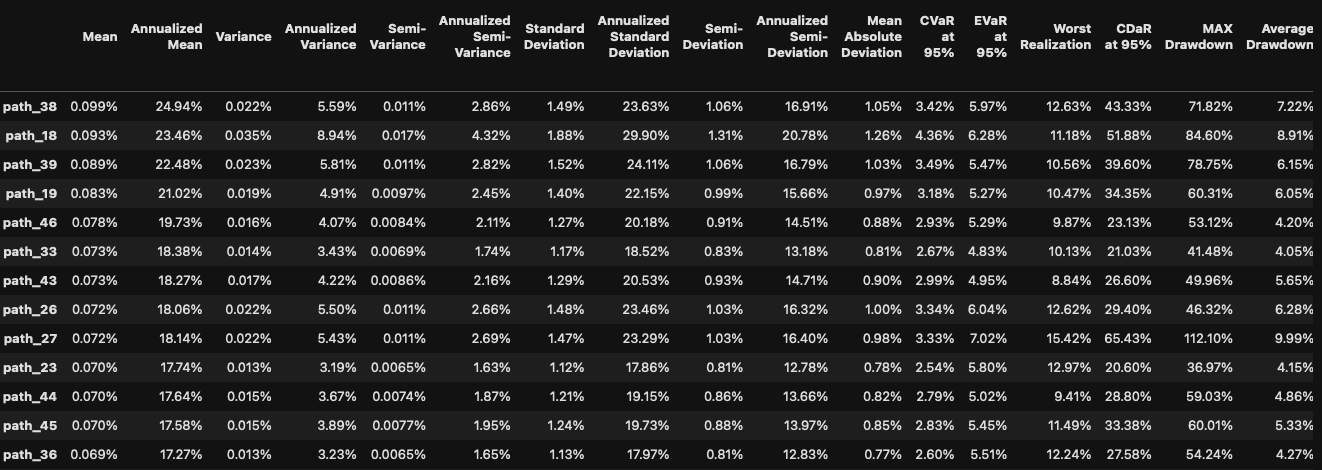 Mean Annualized Mean Variance Annualized Variance Semi-Variance Annualized Semi-Variance Standard Deviation Annualized Standard Deviation Semi-Deviation Annualized Semi-Deviation Mean Absolute Deviation CVaR at 95% EVaR at 95% Worst Realization CDaR at 95% MAX Drawdown Average Drawdown
path_38 0.099% 24.94% 0.022% 5.59% 0.011% 2.86% 1.49% 23.63% 1.06% 16.91% 1.05% 3.42% 5.97% 12.63% 43.33% 71.82% 7.22%
path_18 0.093% 23.46% 0.035% 8.94% 0.017% 4.32% 1.88% 29.90% 1.31% 20.78% 1.26% 4.36% 6.28% 11.18% 51.88% 84.60% 8.91%
path_39 0.089% 22.48% 0.023% 5.81% 0.011% 2.82% 1.52% 24.11% 1.06% 16.79% 1.03% 3.49% 5.47% 10.56% 39.60% 78.75% 6.15%
path_19 0.083% 21.02% 0.019% 4.91% 0.0097% 2.45% 1.40% 22.15% 0.99% 15.66% 0.97% 3.18% 5.27% 10.47% 34.35% 60.31% 6.05%
path_46 0.078% 19.73% 0.016% 4.07% 0.0084% 2.11% 1.27% 20.18% 0.91% 14.51% 0.88% 2.93% 5.29% 9.87% 23.13% 53.12% 4.20%
path_33 0.073% 18.38% 0.014% 3.43% 0.0069% 1.74% 1.17% 18.52% 0.83% 13.18% 0.81% 2.67% 4.83% 10.13% 21.03% 41.48% 4.05%
path_43 0.073% 18.27% 0.017% 4.22% 0.0086% 2.16% 1.29% 20.53% 0.93% 14.71% 0.90% 2.99% 4.95% 8.84% 26.60% 49.96% 5.65%
path_26 0.072% 18.06% 0.022% 5.50% 0.011% 2.66% 1.48% 23.46% 1.03% 16.32% 1.00% 3.34% 6.04% 12.62% 29.40% 46.32% 6.28%
path_27 0.072% 18.14% 0.022% 5.43% 0.011% 2.69% 1.47% 23.29% 1.03% 16.40% 0.98% 3.33% 7.02% 15.42% 65.43% 112.10% 9.99%
path_23 0.070% 17.74% 0.013% 3.19% 0.0065% 1.63% 1.12% 17.86% 0.81% 12.78% 0.78% 2.54% 5.80% 12.97% 20.60% 36.97% 4.15%
path_44 0.070% 17.64% 0.015% 3.67% 0.0074% 1.87% 1.21% 19.15% 0.86% 13.66% 0.82% 2.79% 5.02% 9.41% 28.80% 59.03% 4.86%
path_45 0.070% 17.58% 0.015% 3.89% 0.0077% 1.95% 1.24% 19.73% 0.88% 13.97% 0.85% 2.83% 5.45% 11.49% 33.38% 60.01% 5.33%
path_36 0.069% 17.27% 0.013% 3.23% 0.0065% 1.65% 1.13% 17.97% 0.81% 12.83% 0.77% 2.60% 5.51% 12.24% 27.58% 54.24% 4.27%